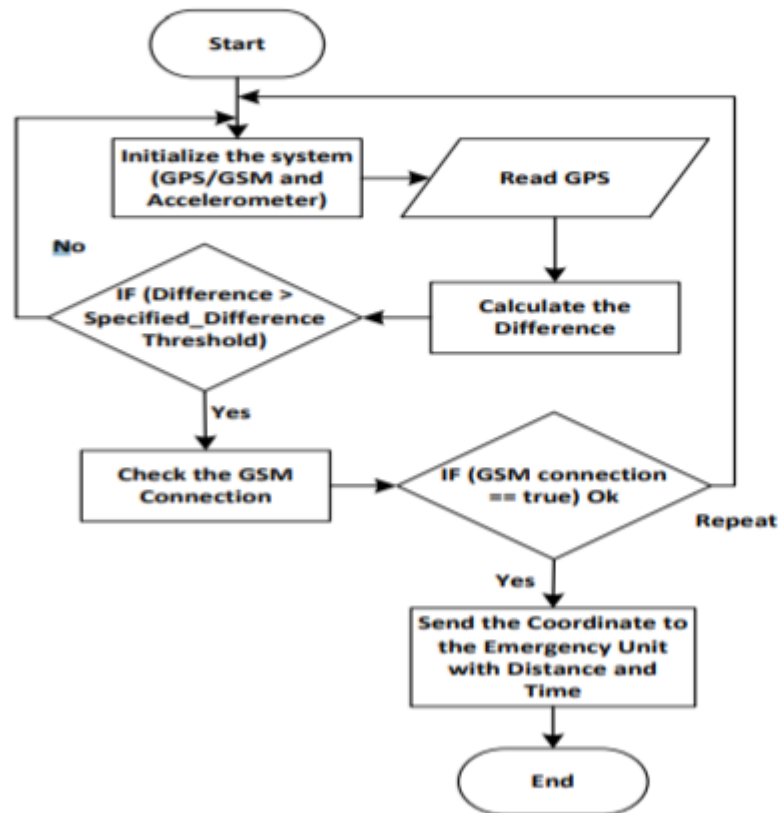 Start
Initialize the system
(GPS/GSM and
Accelerometer)
Read GPS
No
IF (Difference >
Specified_Difference
Threshold)
Calculate the
Difference
Yes
Check the GSM
Connection
IF (GSM connection
== true) Ok
Repeat
Yes
Send the Coordinate to
the Emergency Unit
with Distance and
Time
End